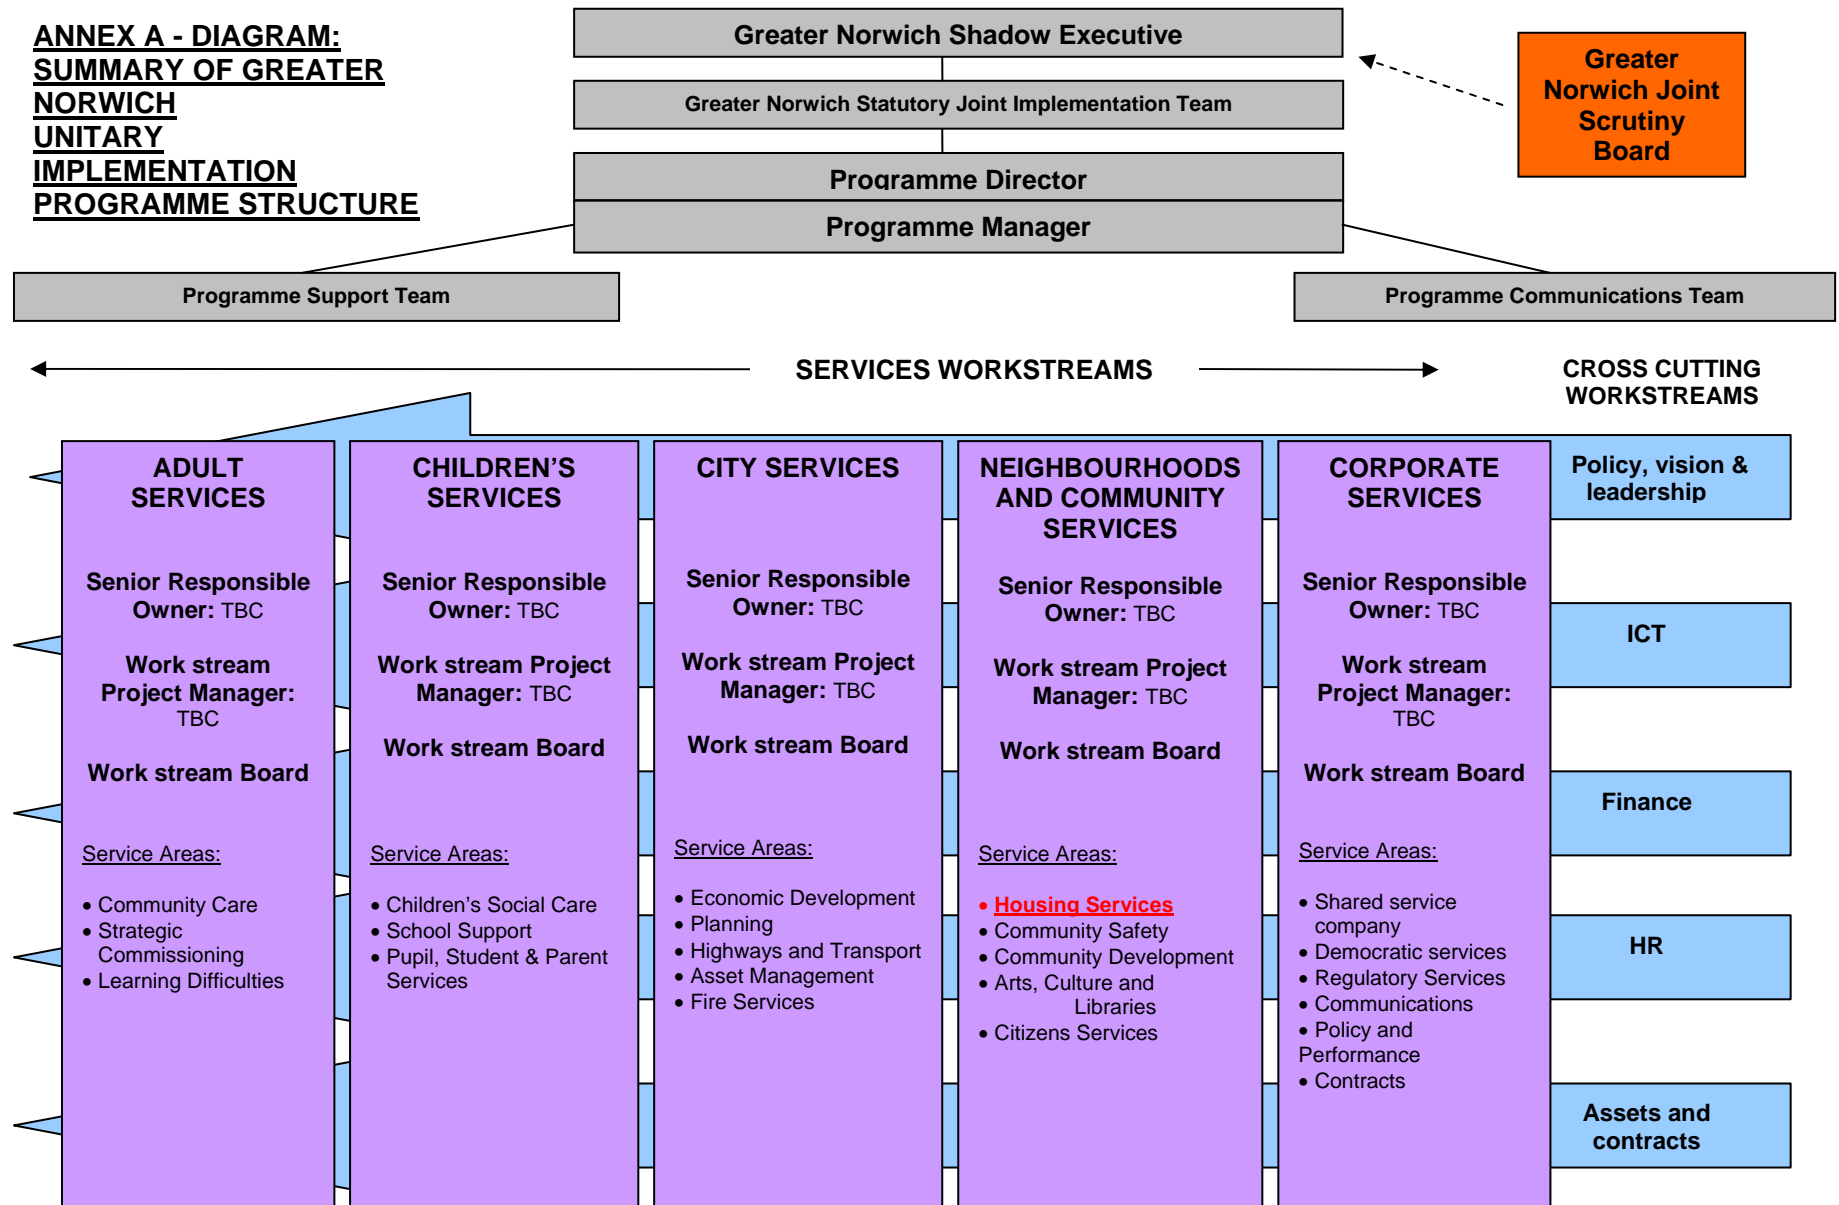 ANNEX A - DIAGRAM:
SUMMARY OF GREATER
NORWICH
UNITARY
IMPLEMENTATION
PROGRAMME STRUCTURE
Greater Norwich Shadow Executive
Greater Norwich Statutory Joint Implementation Team
Programme Director
Programme Manager
Greater
Norwich Joint
Scrutiny
Board
Programme Support Team
Programme Communications Team
SERVICES WORKSTREAMS
CROSS CUTTING
WORKSTREAMS
ADULT
SERVICES
Senior Responsible
Owner: TBC
Work stream
Project Manager:
TBC
Work stream Board
Service Areas:
• Community Care
• Strategic
Commissioning
• Learning Difficulties
CHILDREN’S
SERVICES
Senior Responsible
Owner: TBC
Work stream Project
Manager: TBC
Work stream Board
Service Areas:
• Children’s Social Care
• School Support
• Pupil, Student & Parent
Services
CITY SERVICES
Senior Responsible
Owner: TBC
Work stream Project
Manager: TBC
Work stream Board
Service Areas:
• Economic Development
• Planning
• Highways and Transport
• Asset Management
• Fire Services
NEIGHBOURHOODS
AND COMMUNITY
SERVICES
Senior Responsible
Owner: TBC
Work stream Project
Manager: TBC
Work stream Board
Service Areas:
• Housing Services
• Community Safety
• Community Development
• Arts, Culture and
Libraries
• Citizens Services
CORPORATE
SERVICES
Senior Responsible
Owner: TBC
Work stream
Project Manager:
TBC
Work stream Board
Service Areas:
• Shared service
company
• Democratic services
• Regulatory Services
• Communications
• Policy and
Performance
• Contracts
Policy, vision &
leadership
ICT
Finance
HR
Assets and
contracts